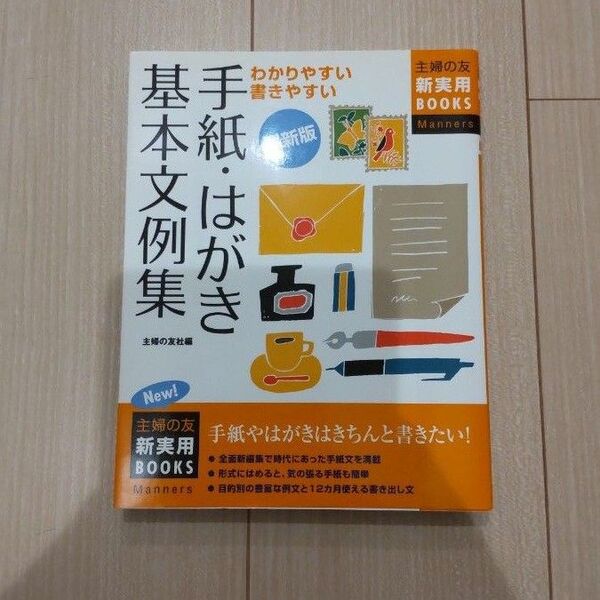 わかりやすい
書きやすい
手紙・はがき
基本文例集
新版
主婦の友社編
主婦の友
新実用
BOOKS
Manners
New!
主婦の友
新実用
BOOKS
Manners
手紙やはがきはきちんと書きたい!
● 全面新編集で時代にあった手紙文を満載
● 形式にはめると、気の張る手紙も簡単
● 目的別の豊富な例文と12カ月使える書き出し文